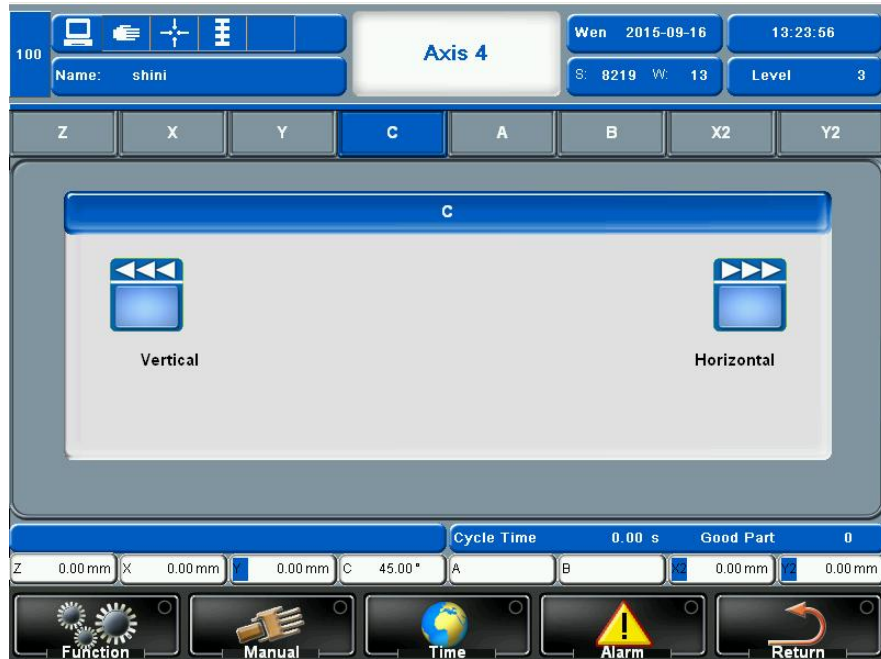 100
Axis 4
Wen 2015-09-16
13:23:56
Name: shini
S: 8219 W: 13
Level 3
Z X Y C A B X2 Y2
C
Vertical Horizontal
Cycle Time 0.00 s Good Part 0
Z 0.00 mm X 0.00 mm Y 0.00 mm C 45.00 ° A B X2 0.00 mm Y2 0.00 mm
Function Manual Time Alarm Return